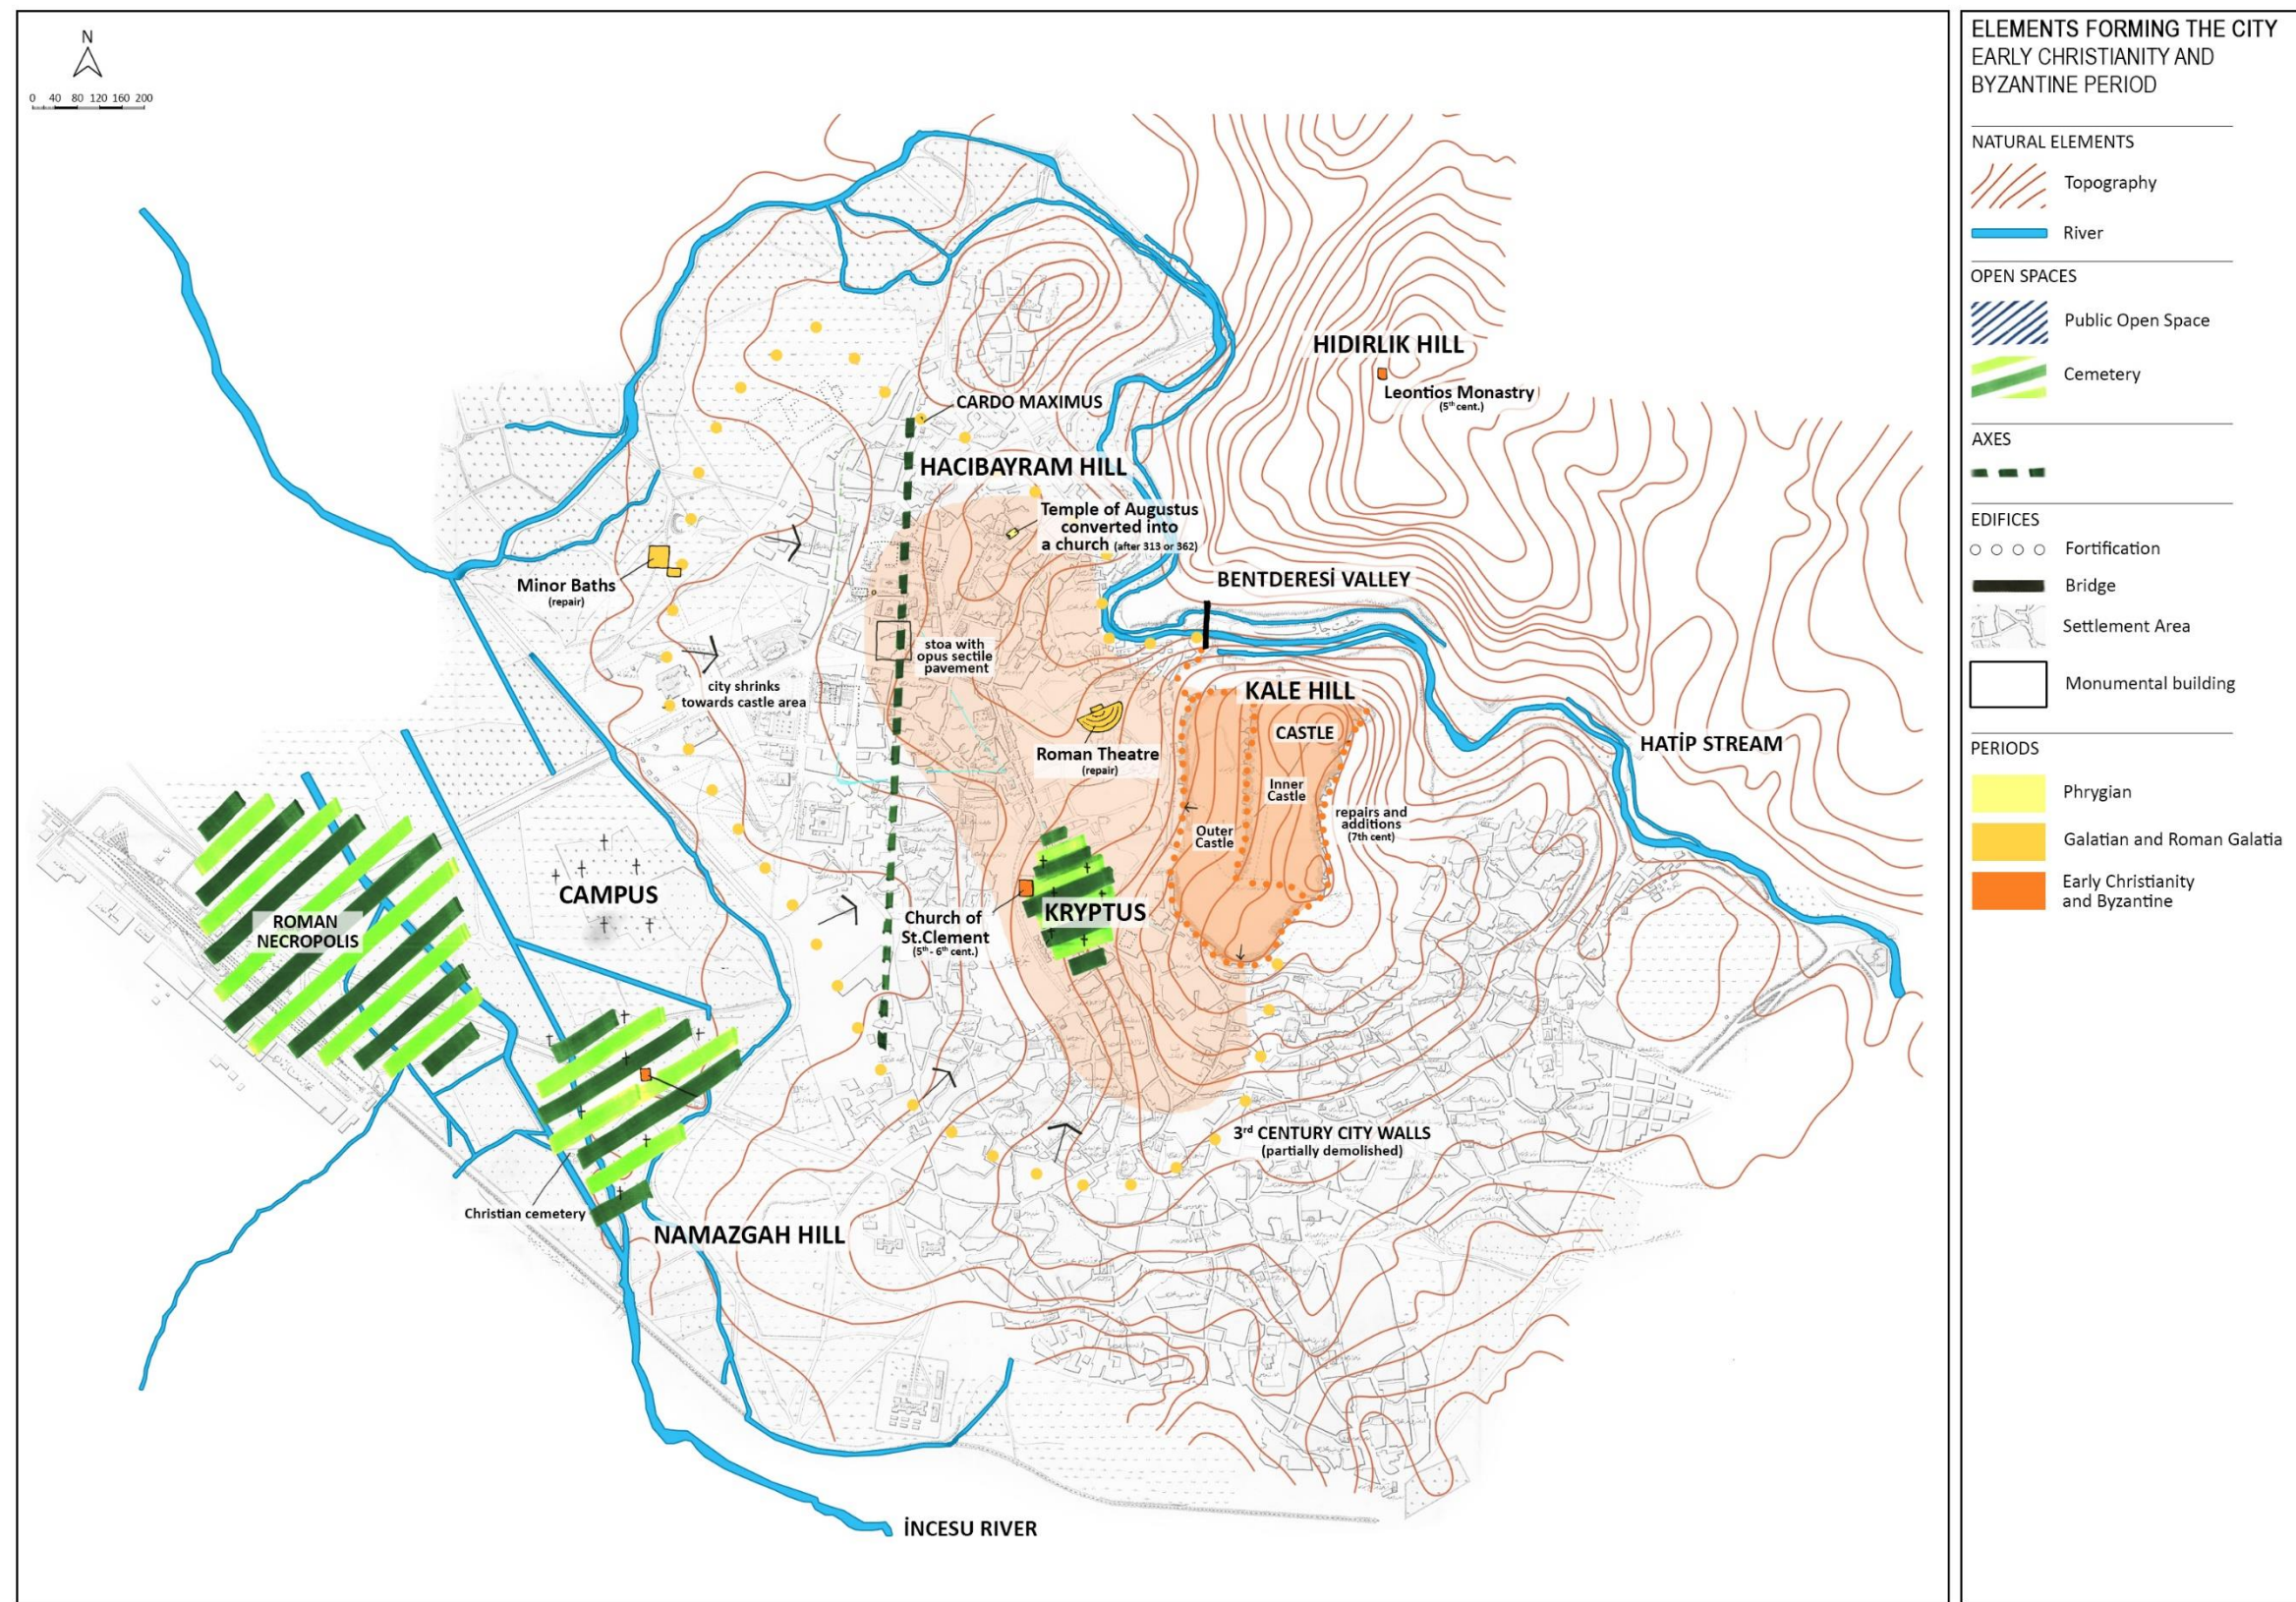 N
0 40 80 120 160 200
HIDIRLIK HILL
Leontios Monastry
(5th cent.)
CARDO MAXIMUS
HACIBAYRAM HILL
Temple of Augustus
converted into
a church (after 313 or 362)
BENTDERESİ VALLEY
Minor Baths
(repair)
stoa with
opus sectile
pavement
city shrinks
towards castle area
KALE HILL
CASTLE
Roman Theatre
(repair)
Inner
Castle
Outer
Castle
repairs and
additions
(7th cent)
HATİP STREAM
CAMPUS
ROMAN
NECROPOLIS
Church of
St.Clement
(5th - 6th cent.)
KRYPTUS
3rd CENTURY CITY WALLS
(partially demolished)
Christian cemetery
NAMAZGAH HILL
İNCESU RIVER
ELEMENTS FORMING THE CITY
EARLY CHRISTIANITY AND
BYZANTINE PERIOD
NATURAL ELEMENTS
Topography
River
OPEN SPACES
Public Open Space
Cemetery
AXES
EDIFICES
Fortification
Bridge
Settlement Area
Monumental building
PERIODS
Phrygian
Galatian and Roman Galatia
Early Christianity
and Byzantine